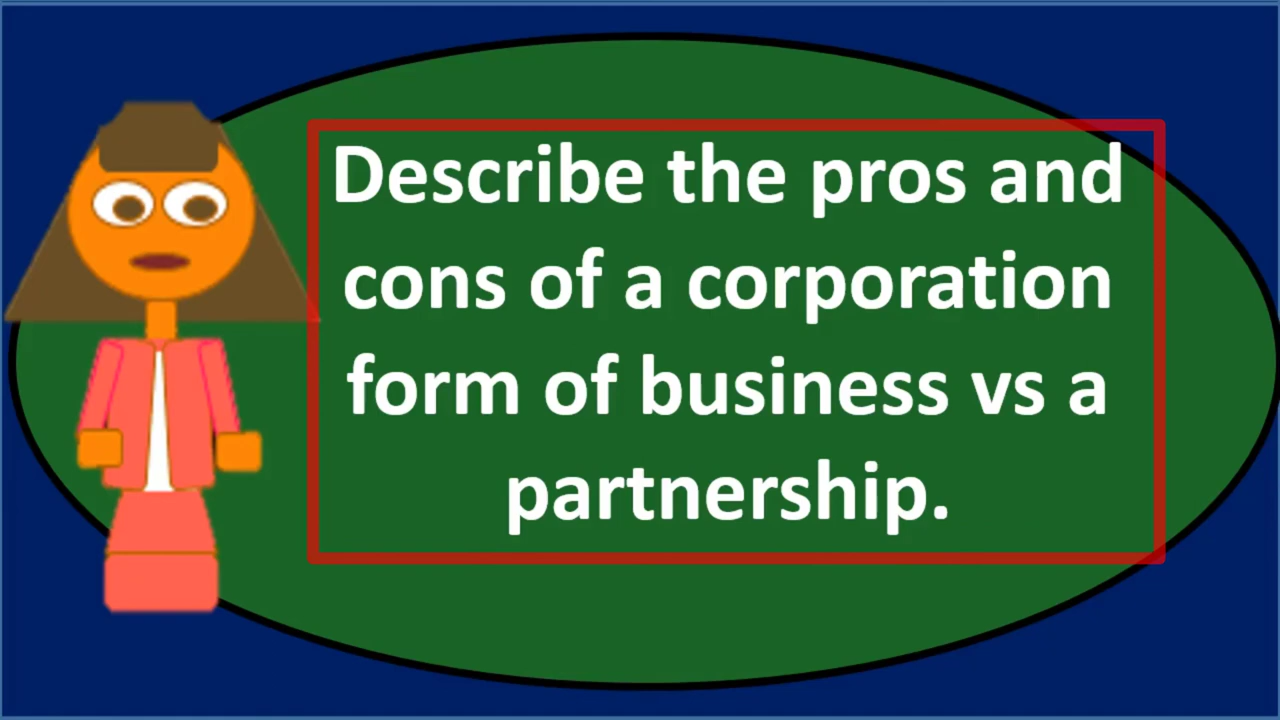 Describe the pros and
cons of a corporation
form of business vs a
partnership.